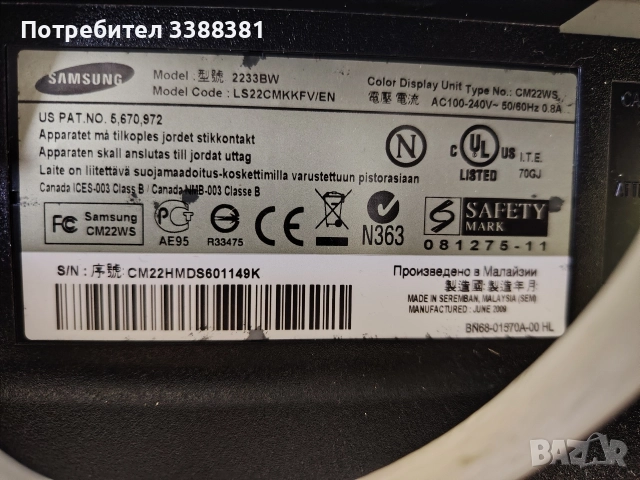 Потребител 3388381
SAMSUNG
Model : 型號 2233BW
Model Code : LS22CMKKFV/EN
Color Display Unit Type No.: CM22WS
電壓 電流 AC100-240V~ 50/60Hz 0.8A
US PAT.NO. 5,670,972
Apparatet må tilkoples jordet stikkontakt
Apparaten skall anslutas till jordat uttag
Laite on liitettävä suojamaadoitus-koskettimilla varustettuun pistorasiaan
Canada ICES-003 Class B / Canada NMB-003 Classe B
N
C UL US I.T.E.
LISTED 70GJ
FC Samsung
CM22WS
AE95
R33475
CE
N363
S SAFETY
MARK
081275-11
S/N : 序號 CM22HMDS601149K
Произведено в Малайзии
製造國 製造年月
MADE IN SEREMBAN, MALAYSIA (SEM)
MANUFACTURED : JUNE 2009
BN68-01570A-00 HL
BAZAR